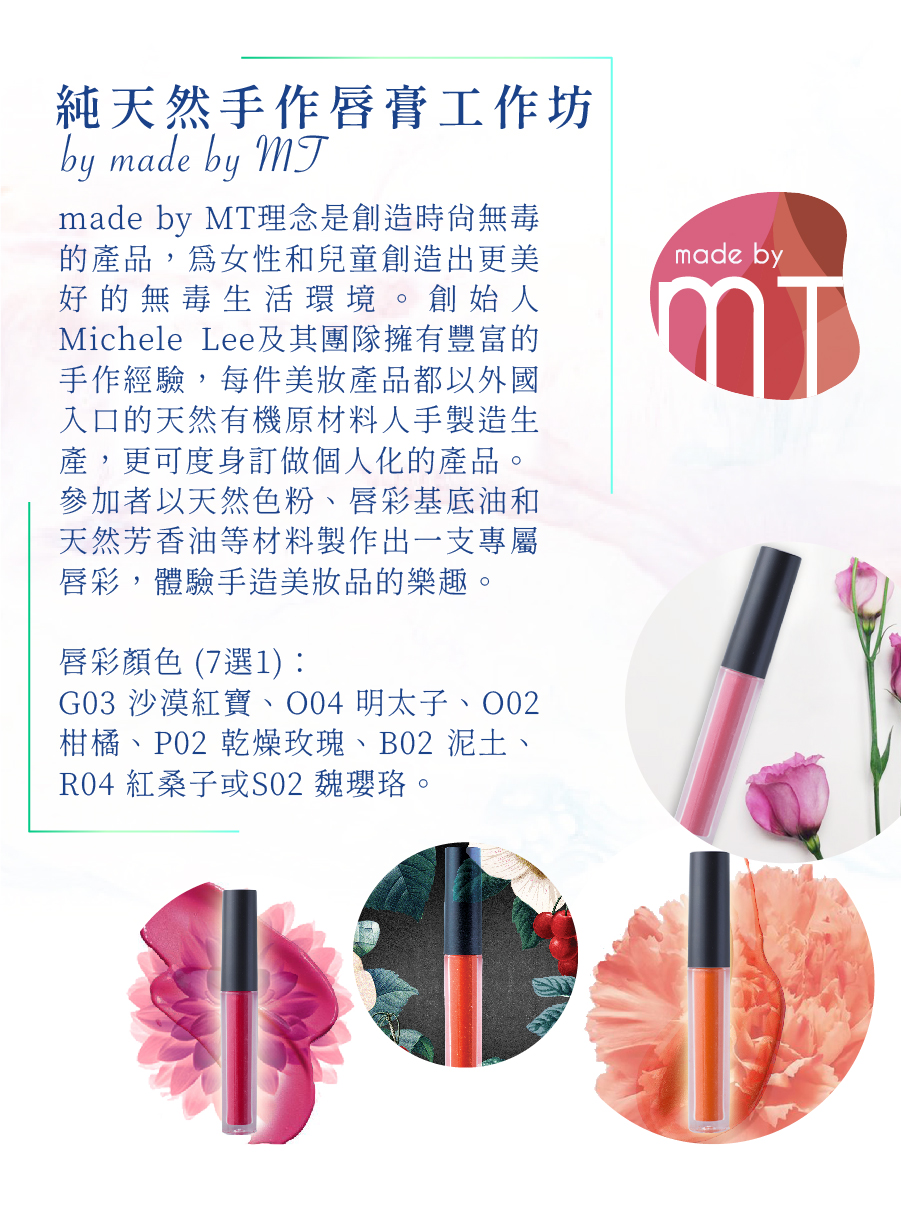 純天然手作唇膏工作坊
by made by MT
made by MT理念是創造時尙無毒
的產品，爲女性和兒童創造出更美
好的無毒生活環境。創始人
Michele Lee及其團隊擁有豐富的
手作經驗，每件美妝產品都以外國
入口的天然有機原材料人手製造生
產，更可度身訂做個人化的產品。
參加者以天然色粉、唇彩基底油和
天然芳香油等材料製作出一支專屬
唇彩，體驗手造美妝品的樂趣。
唇彩顏色 (7選1)：
G03 沙漠紅寶、O04 明太子、O02
柑橘、P02 乾燥玫瑰、B02 泥土、
R04 紅桑子或S02 魏瓔珞。
made by
MT